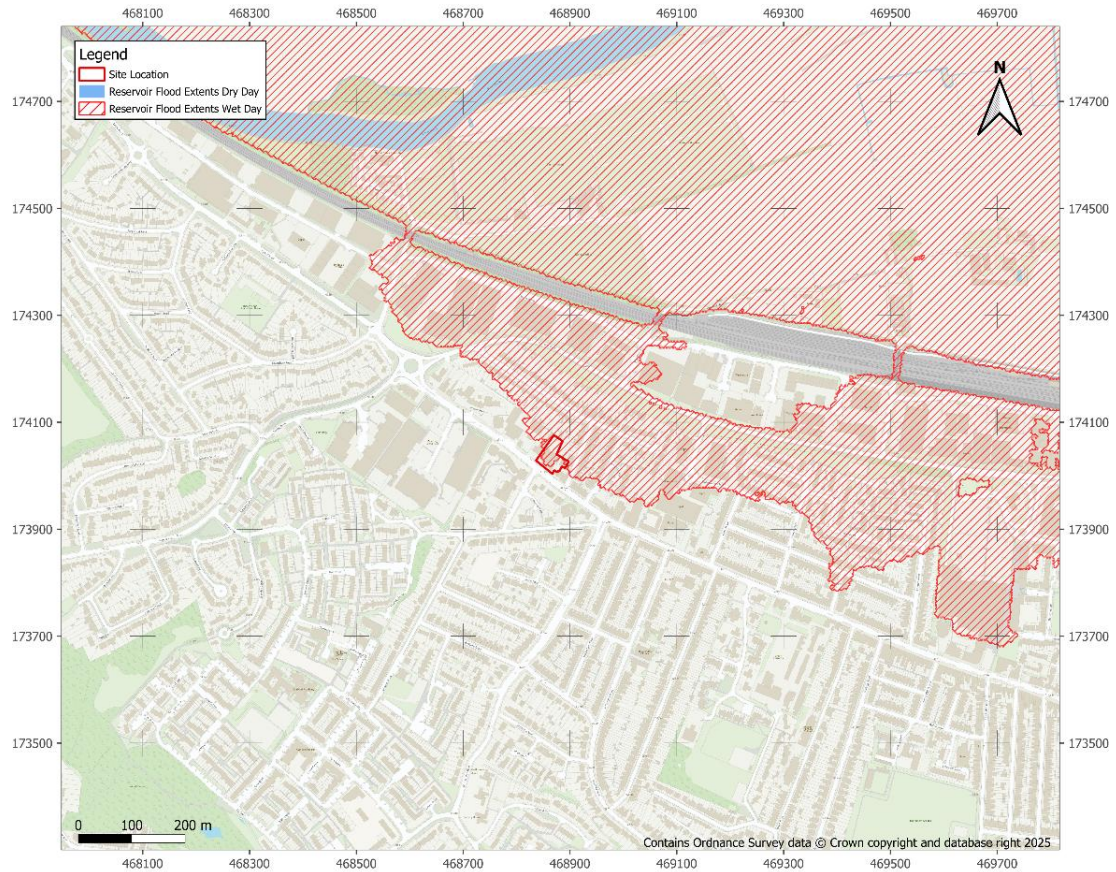 468100 468300 468500 468700 468900 469100 469300 469500 469700
Legend
Site Location
Reservoir Flood Extents Dry Day
Reservoir Flood Extents Wet Day
N
174700 174700
174500 174500
174300 174300
174100 174100
173900 173900
173700 173700
173500 173500
0 100 200 m
Contains Ordnance Survey data © Crown copyright and database right 2025
468100 468300 468500 468700 468900 469100 469300 469500 469700